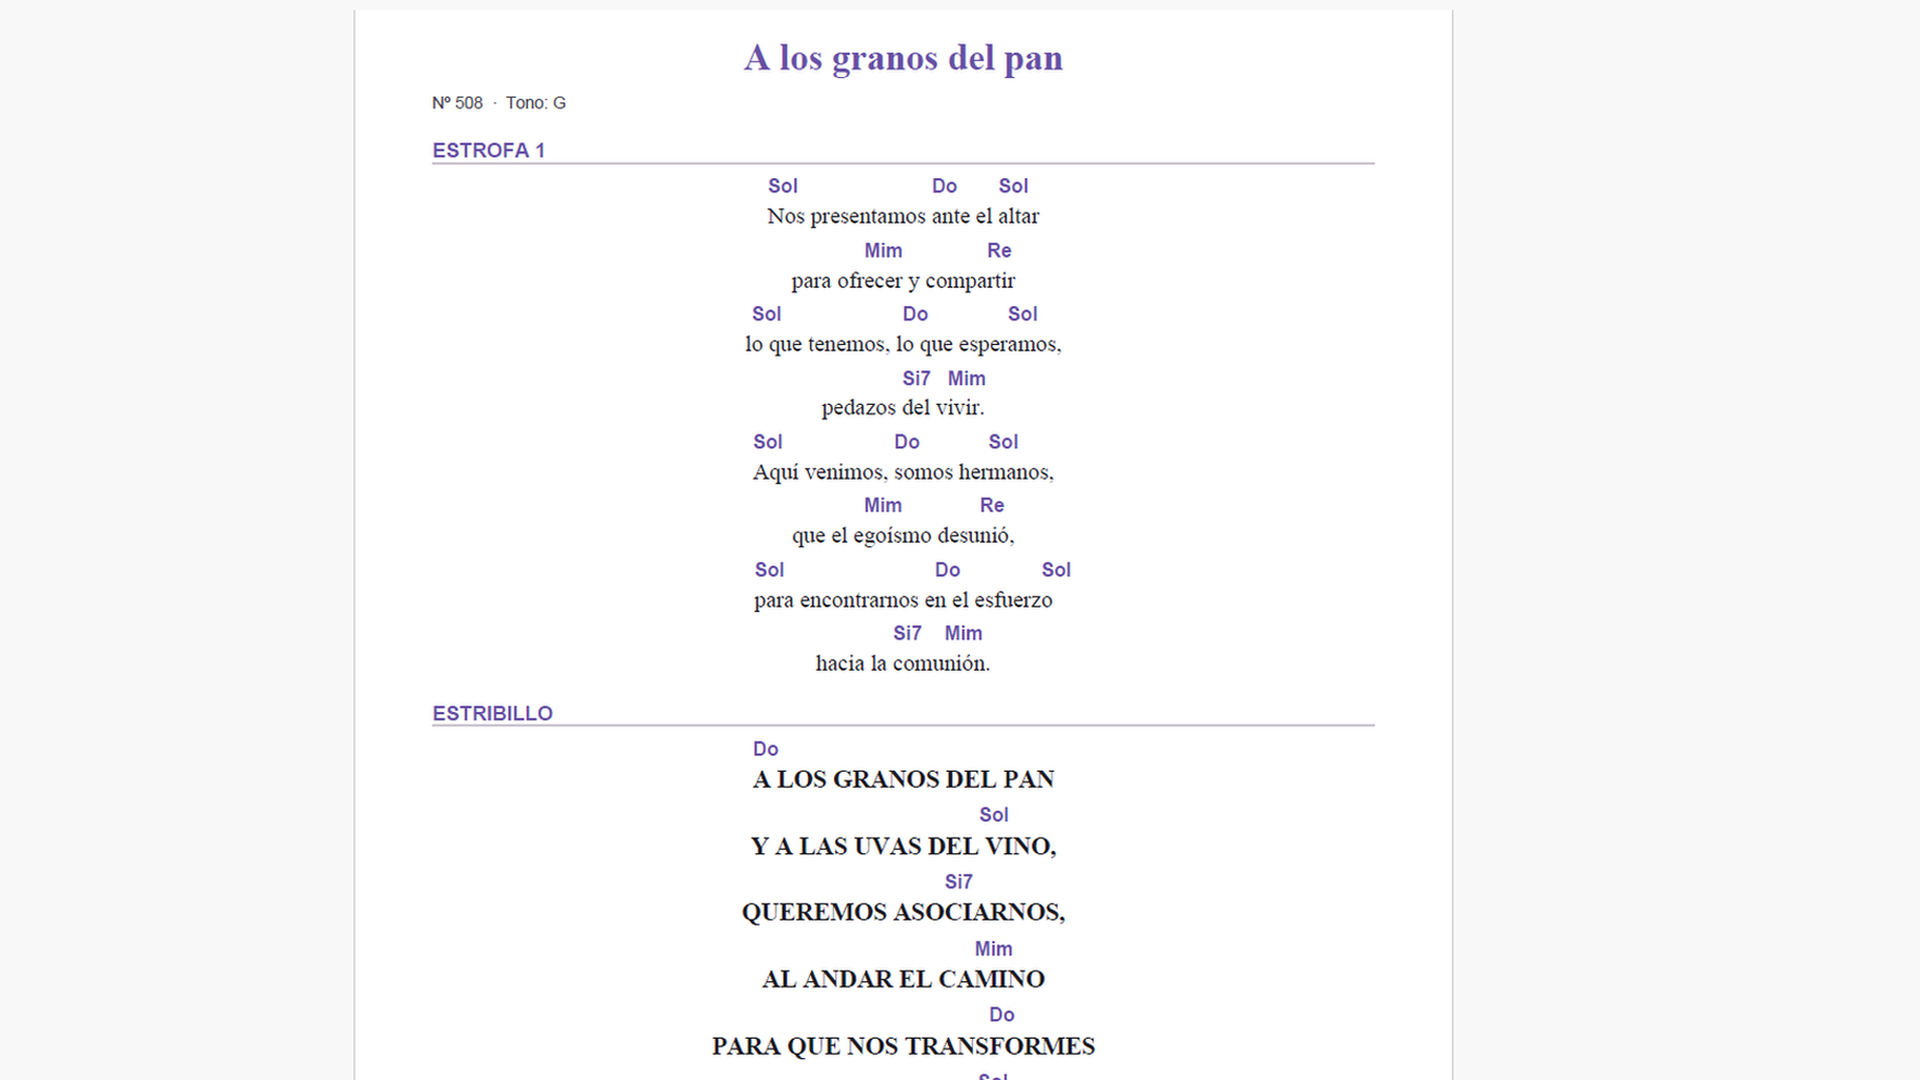 A los granos del pan
Nº 508 · Tono: G
ESTROFA 1
Sol Do Sol
Nos presentamos ante el altar
Mim Re
para ofrecer y compartir
Sol Do Sol
lo que tenemos, lo que esperamos,
Si7 Mim
pedazos del vivir.
Sol Do Sol
Aquí venimos, somos hermanos,
Mim Re
que el egoísmo desunió,
Sol Do Sol
para encontrarnos en el esfuerzo
Si7 Mim
hacia la comunión.
ESTRIBILLO
Do
A LOS GRANOS DEL PAN
Sol
Y A LAS UVAS DEL VINO,
Si7
QUEREMOS ASOCIARNOS,
Mim
AL ANDAR EL CAMINO
Do
PARA QUE NOS TRANSFORMES
Sol